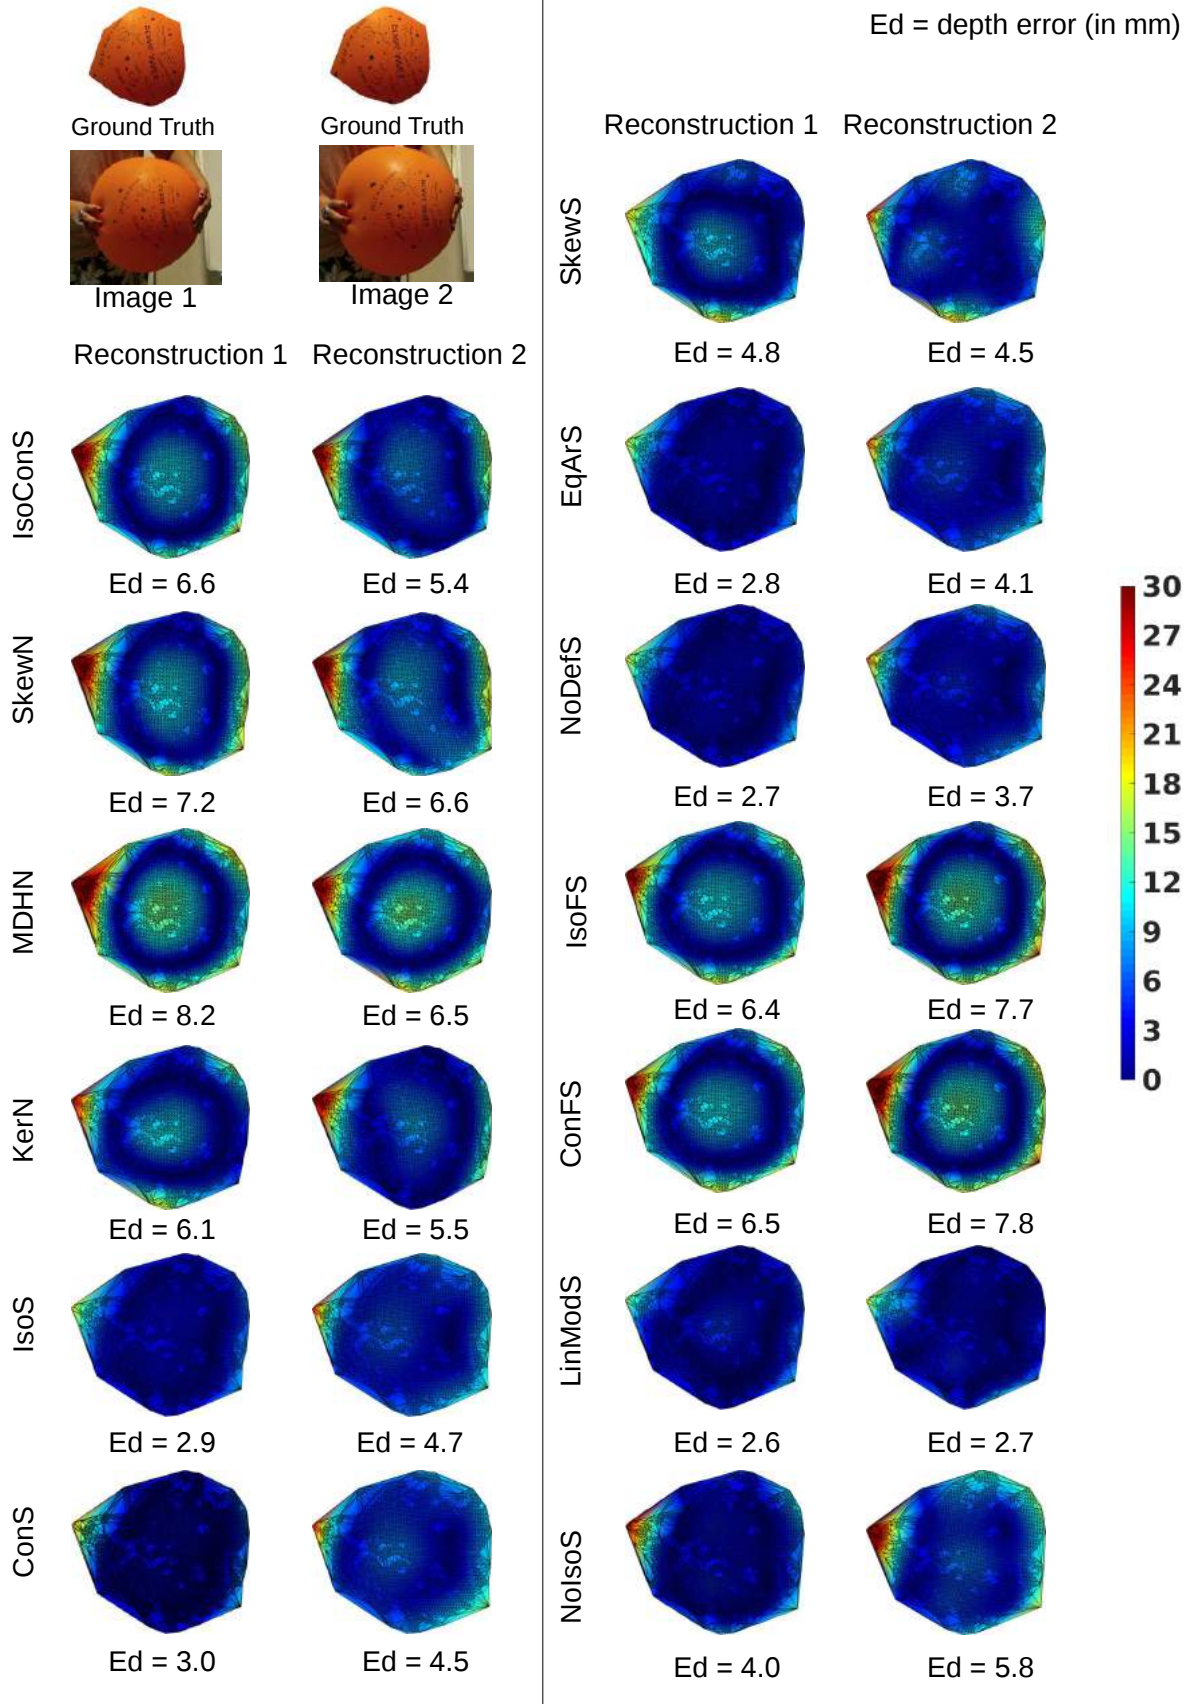 Ed = depth error (in mm)
Ground Truth
Ground Truth
Image 1
Image 2
Reconstruction 1
Reconstruction 2
IsoConS
Ed = 6.6
Ed = 5.4
SkewN
Ed = 7.2
Ed = 6.6
MDHN
Ed = 8.2
Ed = 6.5
KerN
Ed = 6.1
Ed = 5.5
IsoS
Ed = 2.9
Ed = 4.7
ConS
Ed = 3.0
Ed = 4.5
Reconstruction 1
Reconstruction 2
SkewS
Ed = 4.8
Ed = 4.5
EqArS
Ed = 2.8
Ed = 4.1
NoDefS
Ed = 2.7
Ed = 3.7
IsoFS
Ed = 6.4
Ed = 7.7
ConFS
Ed = 6.5
Ed = 7.8
LinModS
Ed = 2.6
Ed = 2.7
NoIsoS
Ed = 4.0
Ed = 5.8
30
27
24
21
18
15
12
9
6
3
0